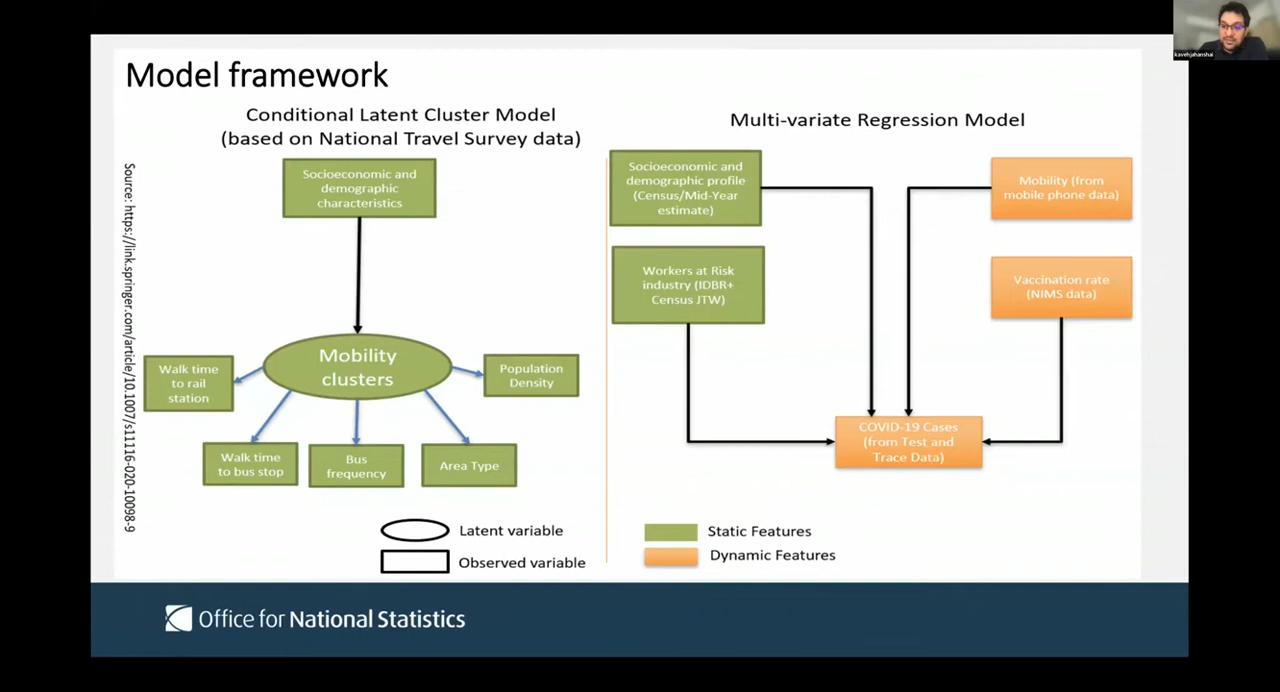 Model framework
Conditional Latent Cluster Model
(based on National Travel Survey data)
Source: https://link.springer.com/article/10.1007/s11116-020-10098-9
Socioeconomic and
demographic
characteristics
Mobility
clusters
Walk time
to rail
station
Population
Density
Walk time
to bus stop
Bus
frequency
Area Type
Latent variable
Observed variable
Multi-variate Regression Model
Socioeconomic and
demographic profile
(Census/Mid-Year
estimate)
Mobility (from
mobile phone data)
Workers at Risk
industry (IDBR+
Census JTW)
Vaccination rate
(NIMS data)
COVID-19 Cases
(from Test and
Trace Data)
Static Features
Dynamic Features
Office for National Statistics
kavehjahanshai